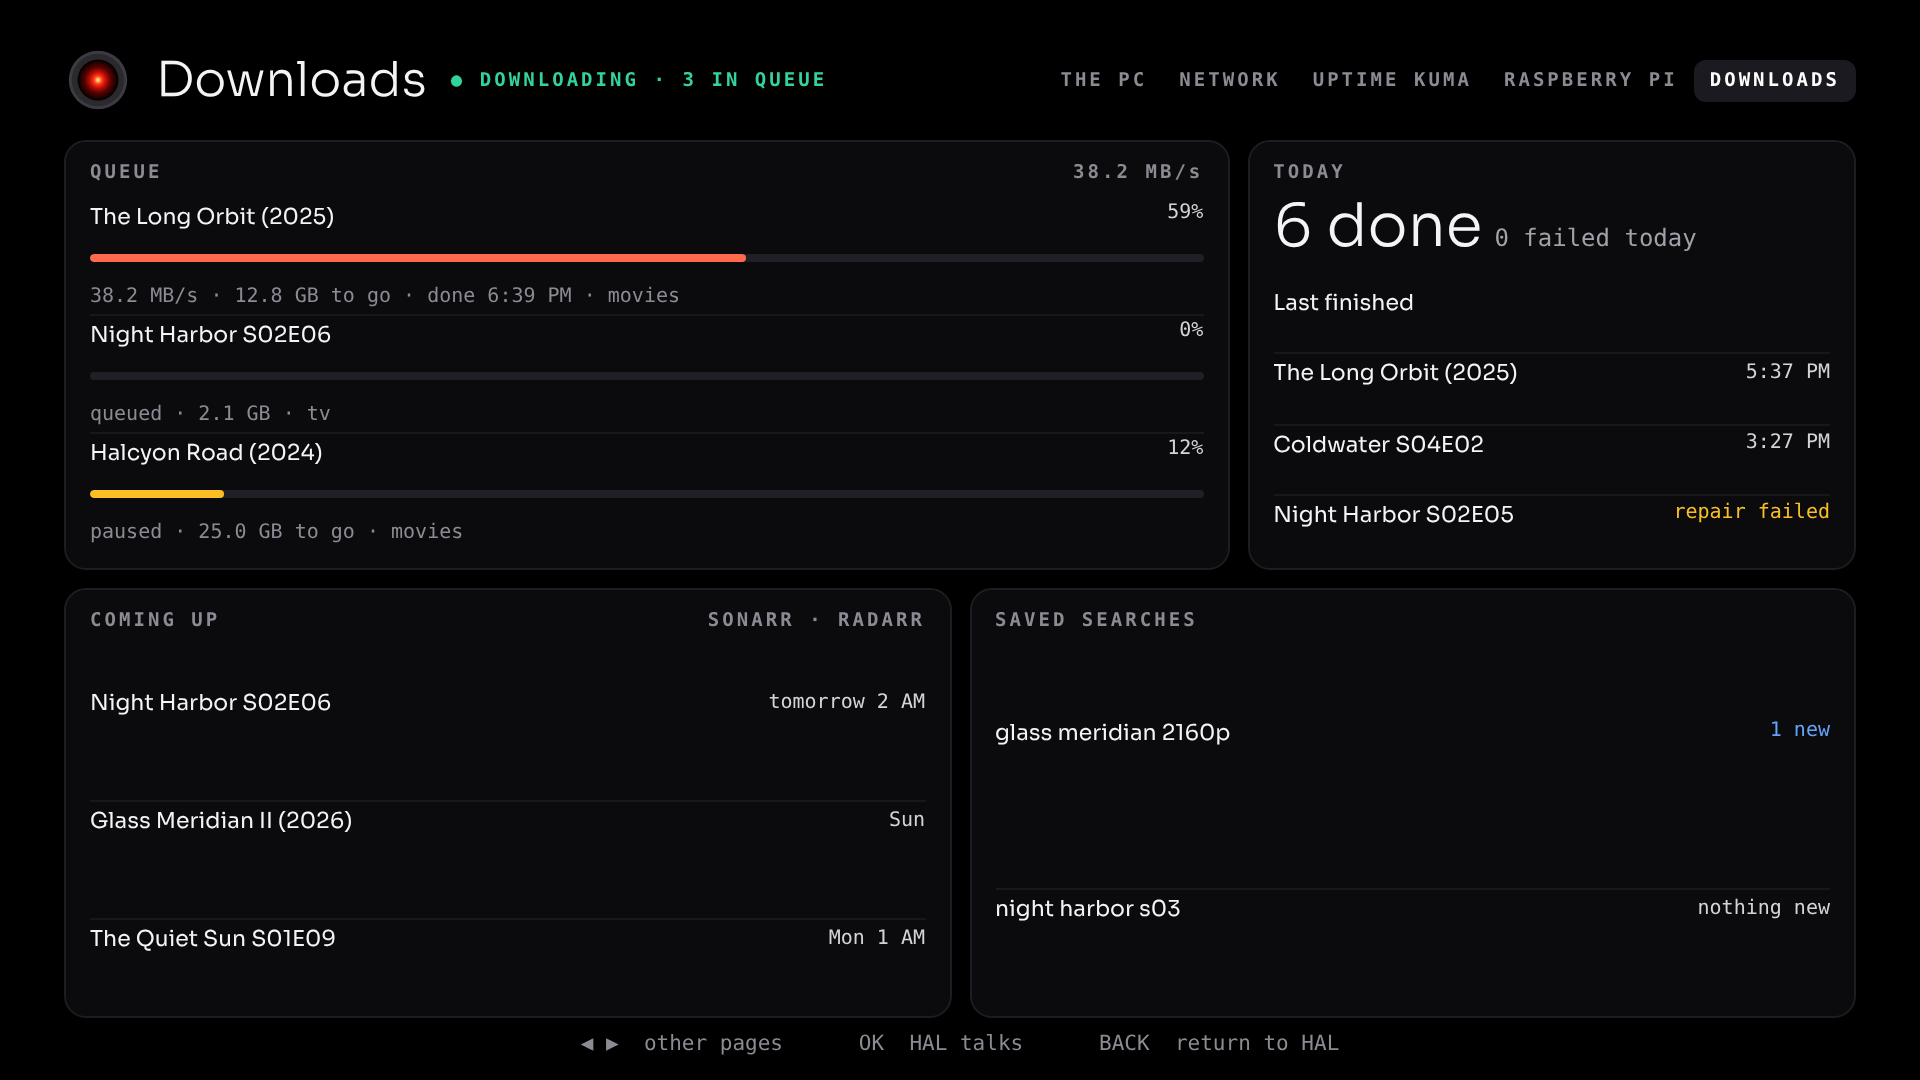 Downloads
● DOWNLOADING · 3 IN QUEUE
THE PC
NETWORK
UPTIME KUMA
RASPBERRY PI
DOWNLOADS
QUEUE
38.2 MB/s
The Long Orbit (2025)
59%
38.2 MB/s · 12.8 GB to go · done 6:39 PM · movies
Night Harbor S02E06
0%
queued · 2.1 GB · tv
Halcyon Road (2024)
12%
paused · 25.0 GB to go · movies
TODAY
6 done 0 failed today
Last finished
The Long Orbit (2025)
5:37 PM
Coldwater S04E02
3:27 PM
Night Harbor S02E05
repair failed
COMING UP
SONARR · RADARR
Night Harbor S02E06
tomorrow 2 AM
Glass Meridian II (2026)
Sun
The Quiet Sun S01E09
Mon 1 AM
SAVED SEARCHES
glass meridian 2160p
1 new
night harbor s03
nothing new
◀ ▶ other pages
OK HAL talks
BACK return to HAL